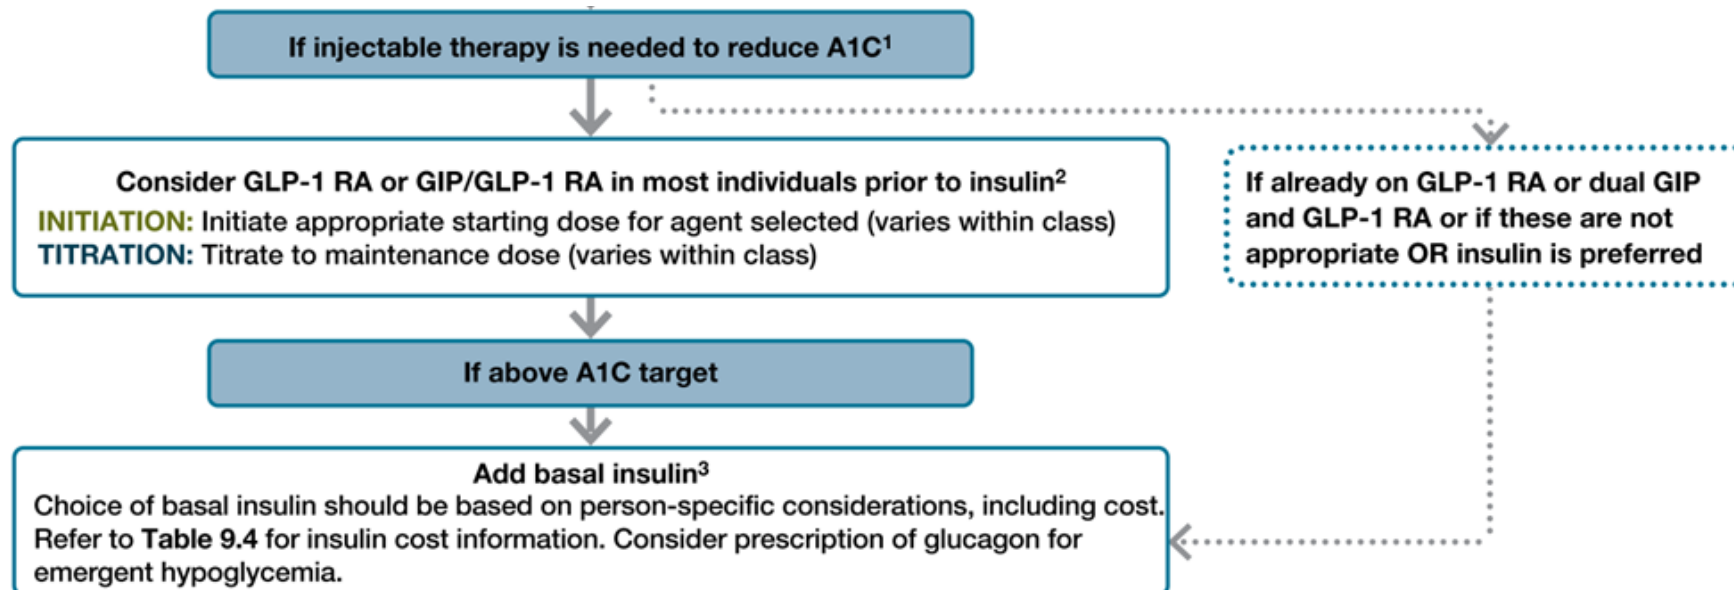 If injectable therapy is needed to reduce A1C¹
Consider GLP-1 RA or GIP/GLP-1 RA in most individuals prior to insulin²
INITIATION: Initiate appropriate starting dose for agent selected (varies within class)
TITRATION: Titrate to maintenance dose (varies within class)
If already on GLP-1 RA or dual GIP
and GLP-1 RA or if these are not
appropriate OR insulin is preferred
If above A1C target
Add basal insulin³
Choice of basal insulin should be based on person-specific considerations, including cost.
Refer to Table 9.4 for insulin cost information. Consider prescription of glucagon for
emergent hypoglycemia.